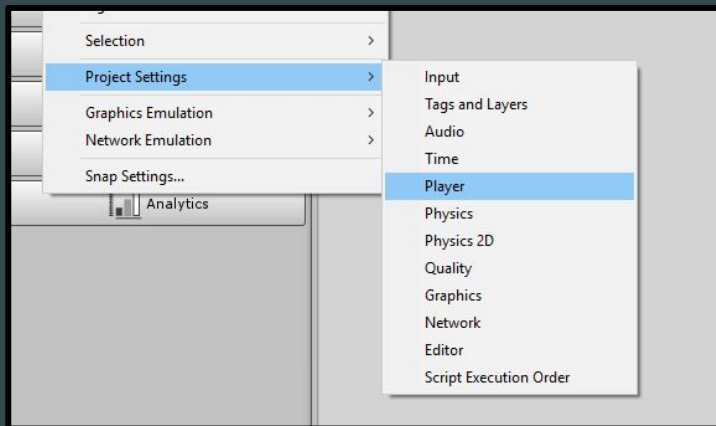 Selection
Project Settings
Graphics Emulation
Network Emulation
Snap Settings...
Analytics
Input
Tags and Layers
Audio
Time
Player
Physics
Physics 2D
Quality
Graphics
Network
Editor
Script Execution Order